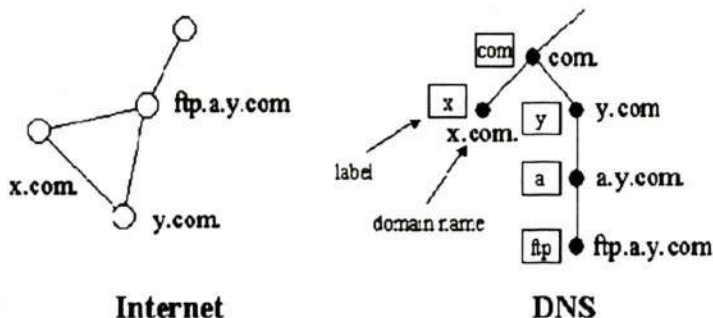 ftp.a.y.com
x.com.
y.com.
Internet
com
com.
x
x.com.
y
y.com
label
a
a.y.com.
domain name
ftp
ftp.a.y.com
DNS